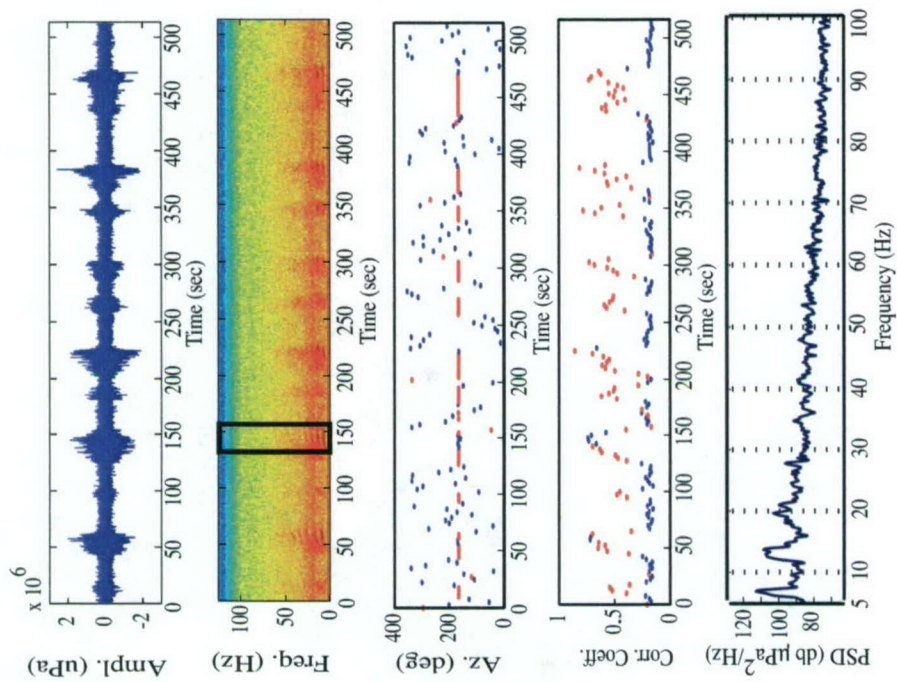 x 10^6
Ampl. (uPa)
2
0
-2
0 50 100 150 200 250 300 350 400 450 500
Time (sec)
Freq. (Hz)
100
50
0
0 50 100 150 200 250 300 350 400 450 500
Time (sec)
Az. (deg)
400
200
0
0 50 100 150 200 250 300 350 400 450 500
Time (sec)
Corr. Coeff.
1
0.5
0
0 50 100 150 200 250 300 350 400 450 500
Time (sec)
PSD (db μPa²/Hz)
120
100
80
5 10 20 30 40 50 60 70 80 90 100
Frequency (Hz)